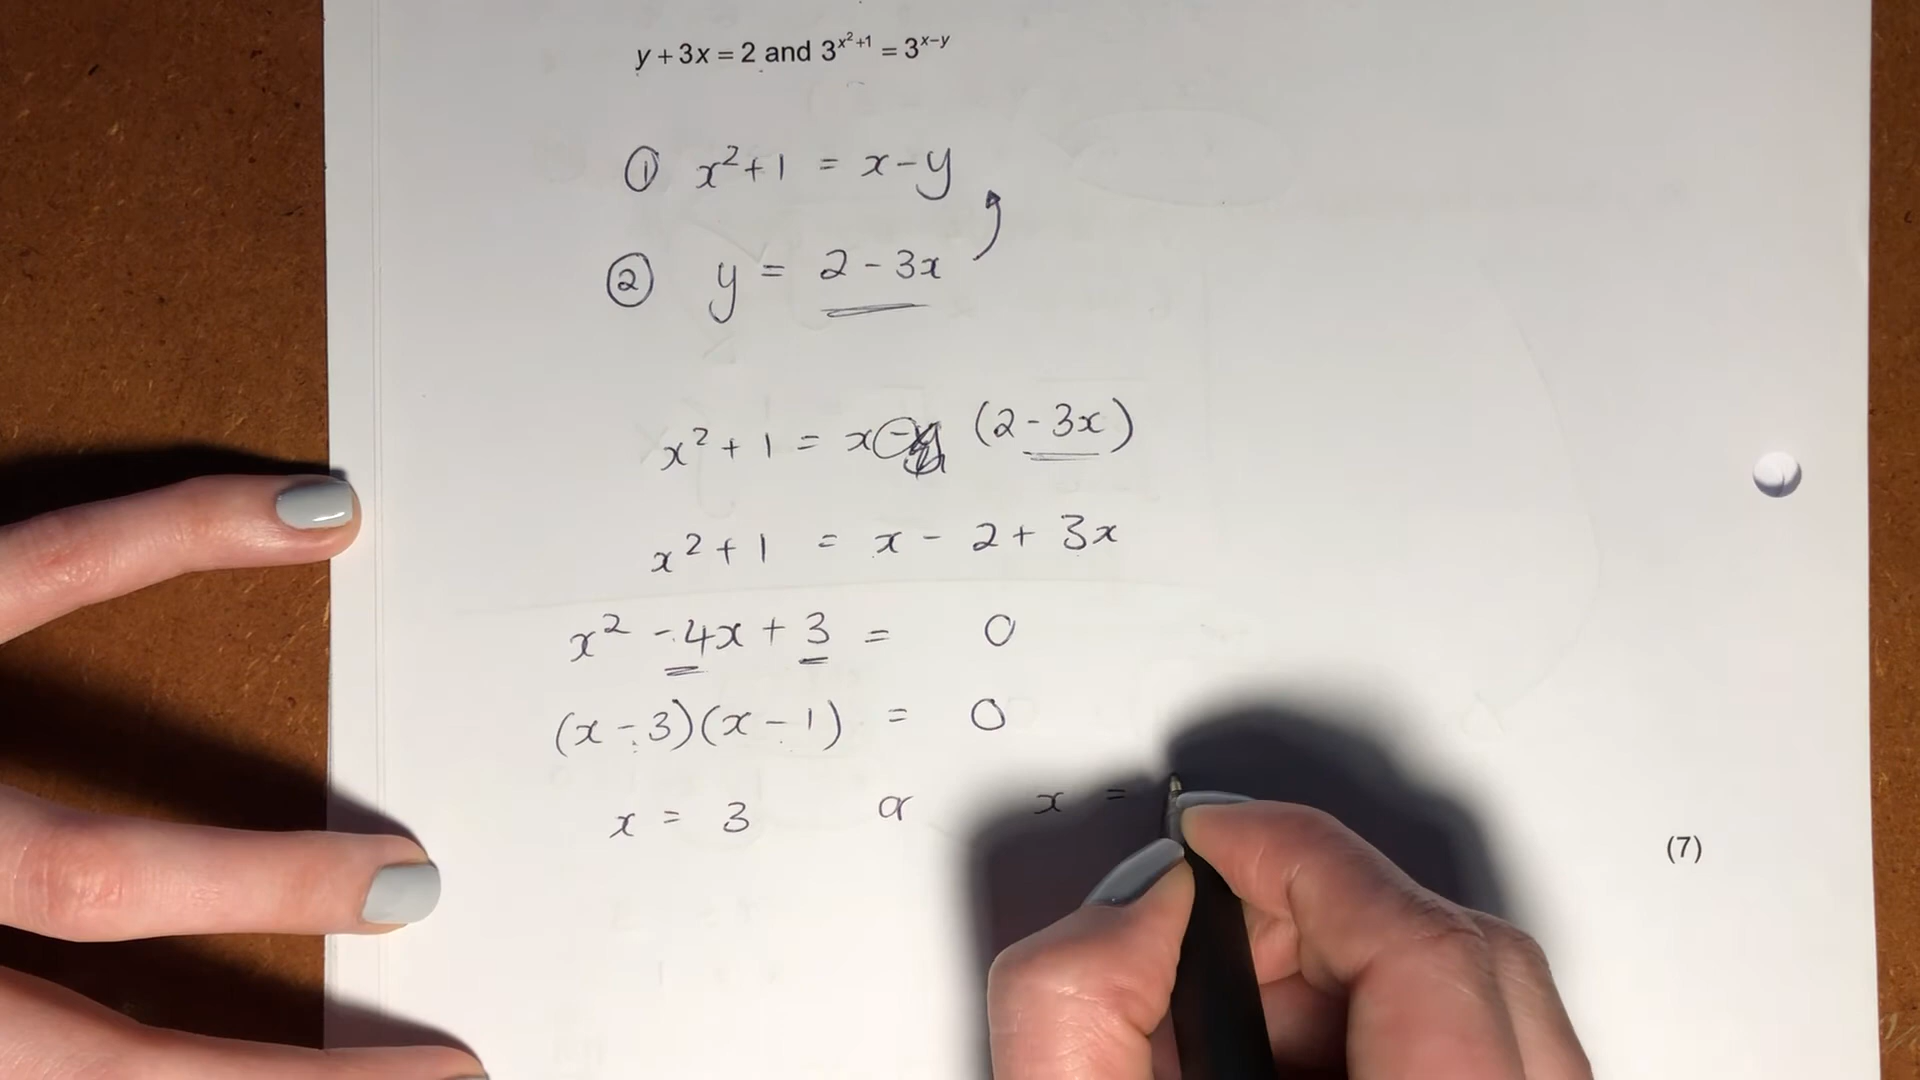 y + 3x = 2 and 3^(x²+1) = 3^(x−y)
① x² + 1 = x − y
② y = 2 − 3x
x² + 1 = x − (2 − 3x)
x² + 1 = x − 2 + 3x
x² − 4x + 3 = 0
(x − 3)(x − 1) = 0
x = 3 or x =
(7)